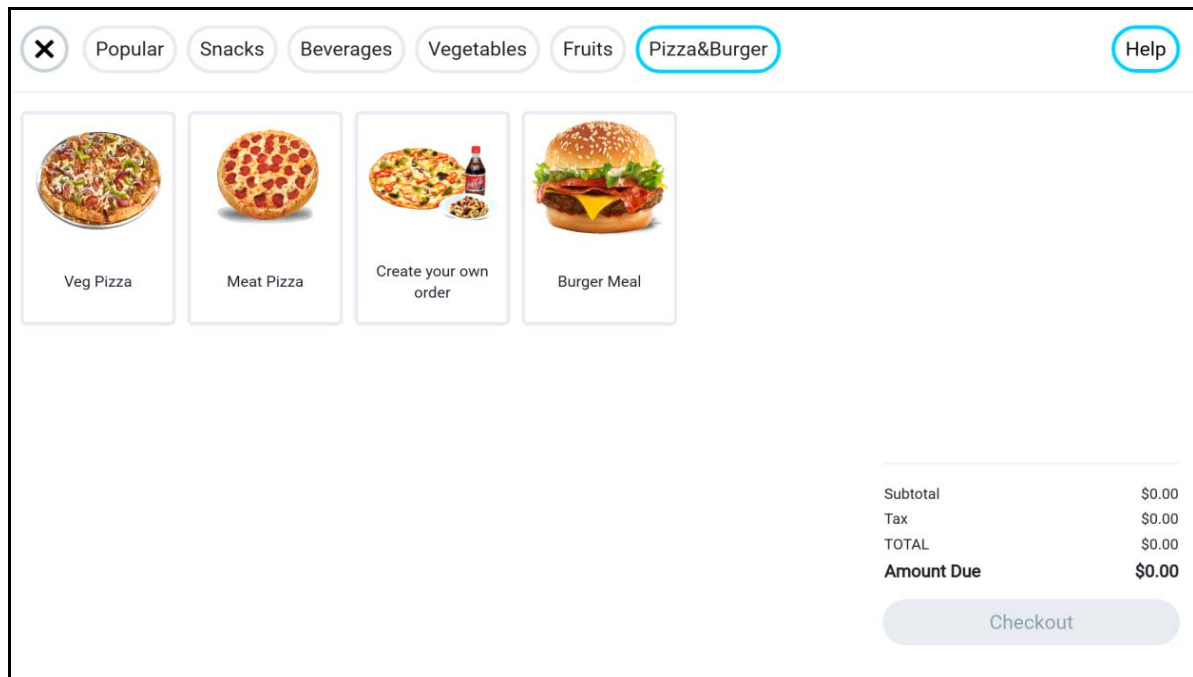 Popular
Snacks
Beverages
Vegetables
Fruits
Pizza&Burger
Help
Veg Pizza
Meat Pizza
Create your own
order
Burger Meal
Subtotal $0.00
Tax $0.00
TOTAL $0.00
Amount Due $0.00
Checkout